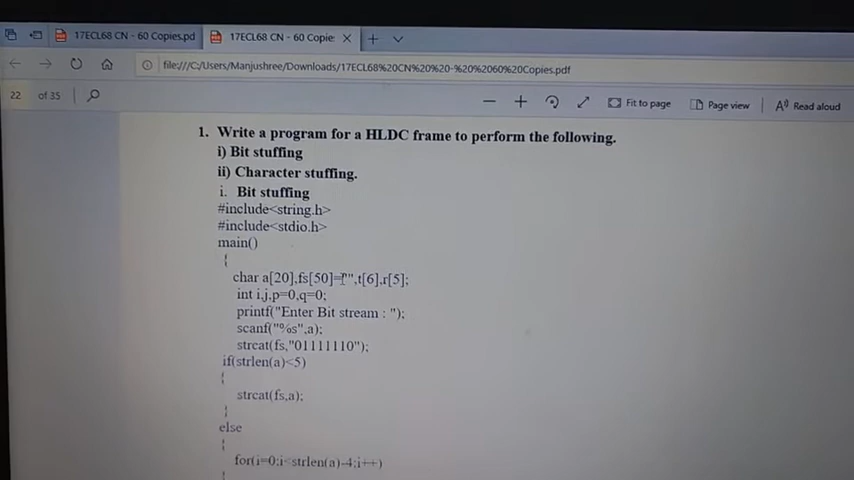 17ECL68 CN - 60 Copies.pd
17ECL68 CN - 60 Copie
file:///C:/Users/Manjushree/Downloads/17ECL68%20CN%20%20-%20%2060%20Copies.pdf
22 of 35
Fit to page
Page view
Read aloud
1. Write a program for a HLDC frame to perform the following.
i) Bit stuffing
ii) Character stuffing.
i. Bit stuffing
#include<string.h>
#include<stdio.h>
main()
{
char a[20],fs[50]="",t[6],r[5];
int i,j,p=0,q=0;
printf("Enter Bit stream : ");
scanf("%s",a);
strcat(fs,"01111110");
if(strlen(a)<5)
{
strcat(fs,a);
}
else
{
for(i=0;i<strlen(a)-4;i++)
{